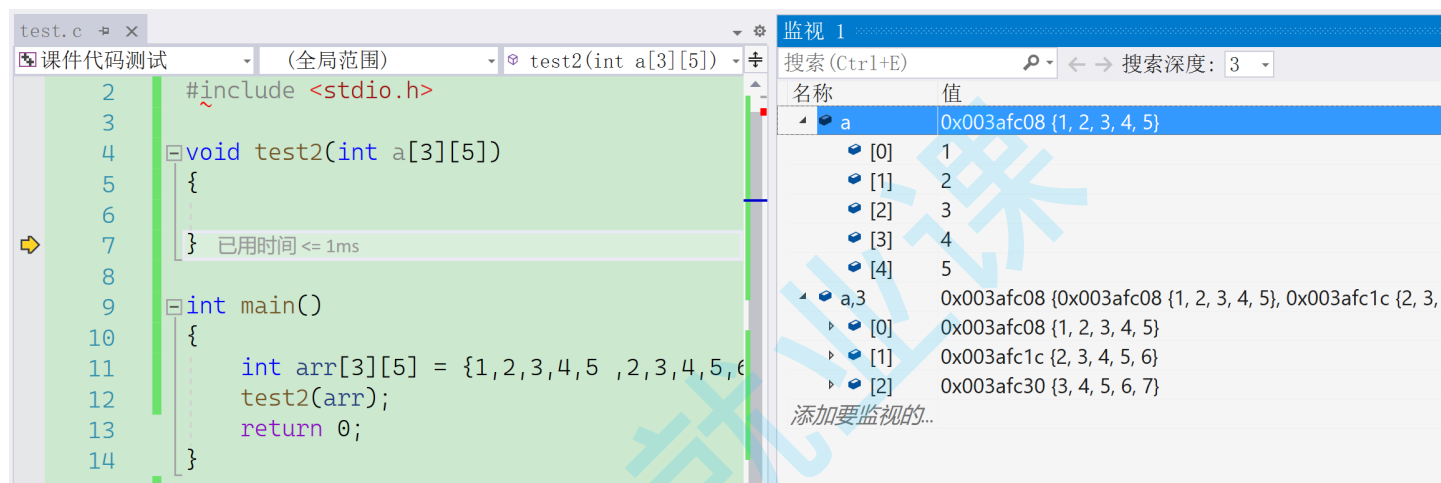 test.c
课件代码测试 (全局范围) test2(int a[3][5])
2 #include <stdio.h>
3
4 void test2(int a[3][5])
5 {
6
7 } 已用时间 <= 1ms
8
9 int main()
10 {
11 int arr[3][5] = {1,2,3,4,5 ,2,3,4,5,6
12 test2(arr);
13 return 0;
14 }
监视 1
搜索(Ctrl+E) 搜索深度: 3
名称 值
a 0x003afc08 {1, 2, 3, 4, 5}
[0] 1
[1] 2
[2] 3
[3] 4
[4] 5
a,3 0x003afc08 {0x003afc08 {1, 2, 3, 4, 5}, 0x003afc1c {2, 3,
[0] 0x003afc08 {1, 2, 3, 4, 5}
[1] 0x003afc1c {2, 3, 4, 5, 6}
[2] 0x003afc30 {3, 4, 5, 6, 7}
添加要监视的...
就业课